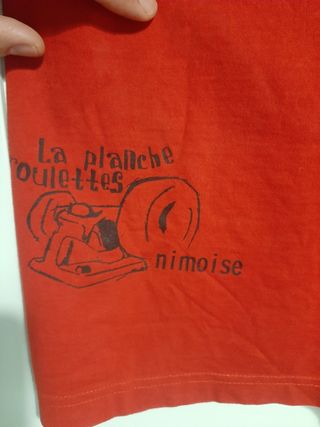 La planche
roulettes
nimoise